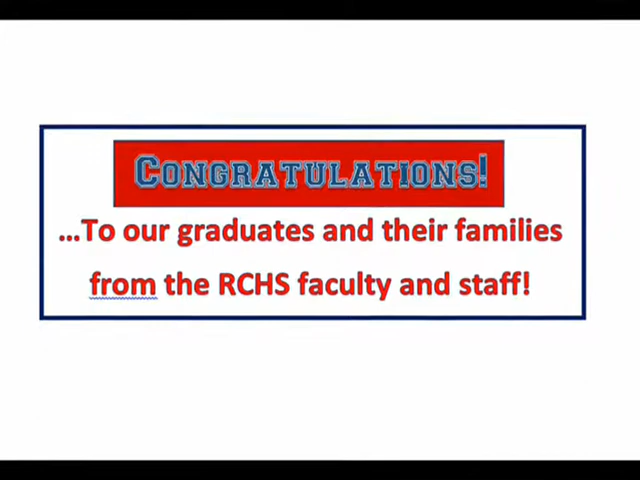 CONGRATULATIONS!
...To our graduates and their families
from the RCHS faculty and staff!